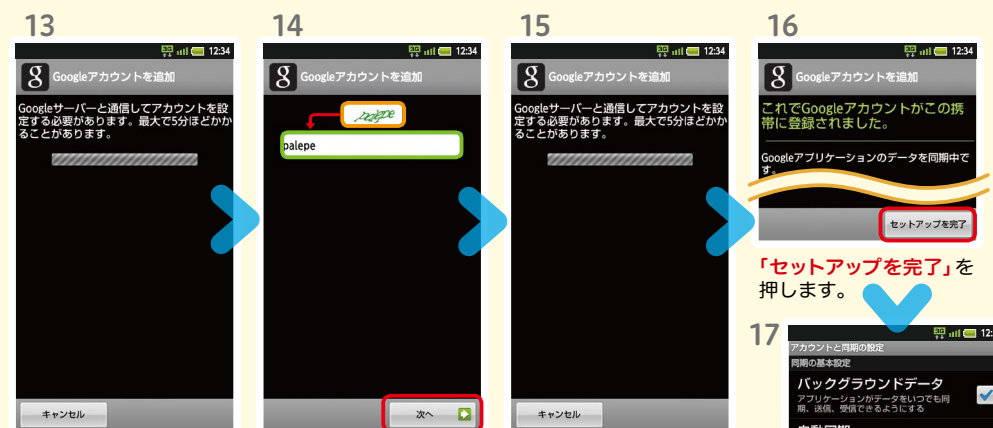 13
3G 12:34
g Googleアカウントを追加
Googleサーバーと通信してアカウントを設
定する必要があります。最大で5分ほどかか
ることがあります。
キャンセル
14
3G 12:34
g Googleアカウントを追加
palepe
palepe
次へ
15
3G 12:34
g Googleアカウントを追加
Googleサーバーと通信してアカウントを設
定する必要があります。最大で5分ほどかか
ることがあります。
キャンセル
16
3G 12:34
g Googleアカウントを追加
これでGoogleアカウントがこの携
帯に登録されました。
Googleアプリケーションのデータを同期中で
す。
セットアップを完了
「セットアップを完了」を
押します。
17
3G 12:
アカウントと同期の設定
同期の基本設定
バックグラウンドデータ
アプリケーションがデータをいつでも同
期、送信、受信できるようにする
自動同期